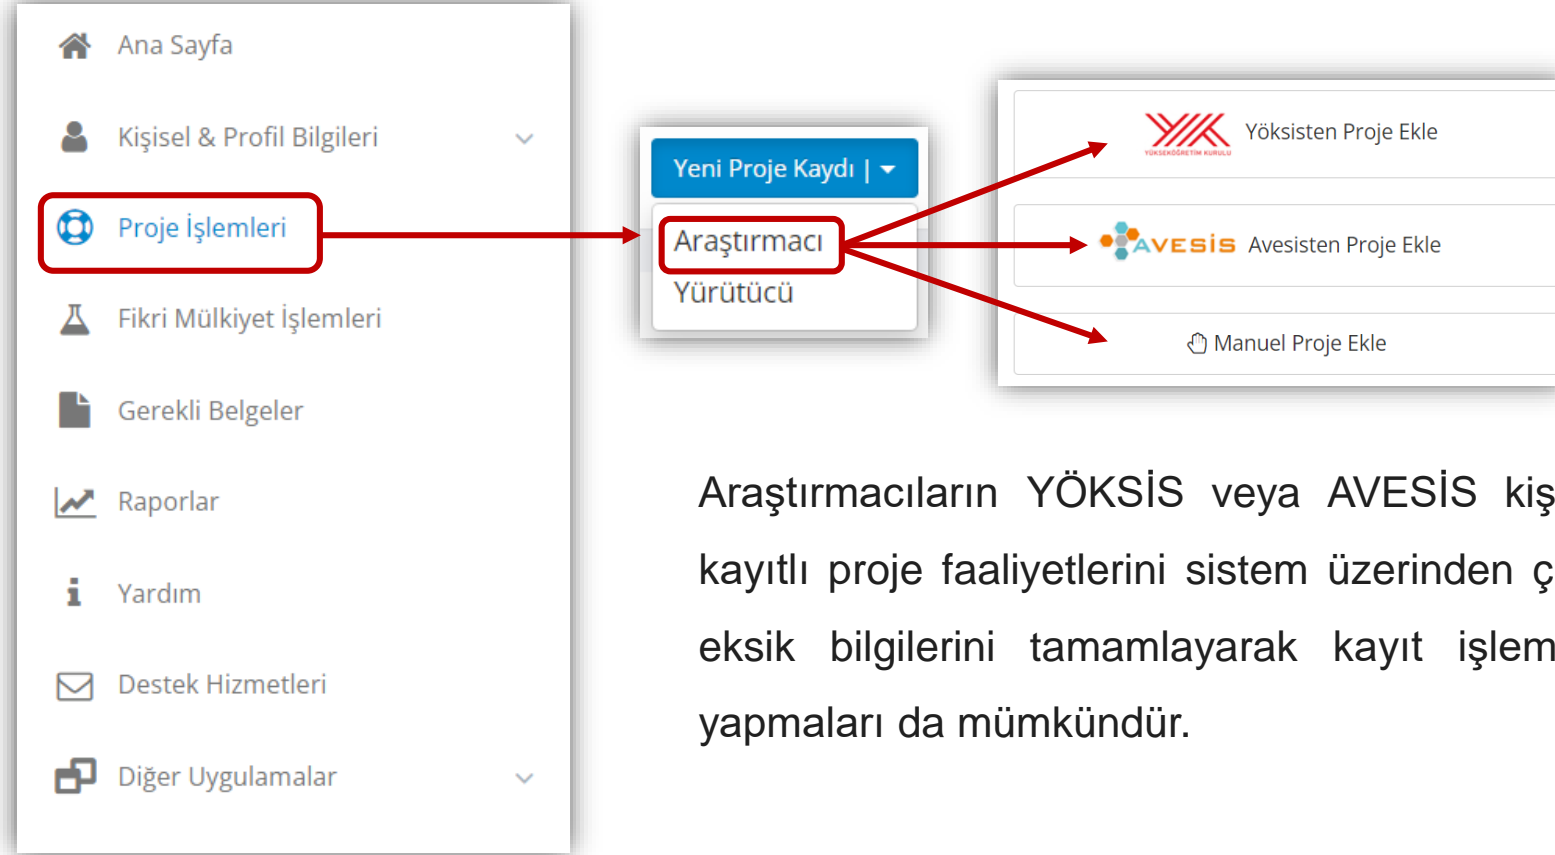 Ana Sayfa
Kişisel & Profil Bilgileri
Proje İşlemleri
Fikri Mülkiyet İşlemleri
Gerekli Belgeler
Raporlar
Yardım
Destek Hizmetleri
Diğer Uygulamalar
Yeni Proje Kaydı |
Araştırmacı
Yürütücü
YÜKSEKÖĞRETİM KURULU
Yöksisten Proje Ekle
AVESİS Avesisten Proje Ekle
Manuel Proje Ekle
Araştırmacıların YÖKSİS veya AVESİS
kayıtlı proje faaliyetlerini sistem üzerinden
eksik bilgilerini tamamlayarak kayıt
yapmaları da mümkündür.